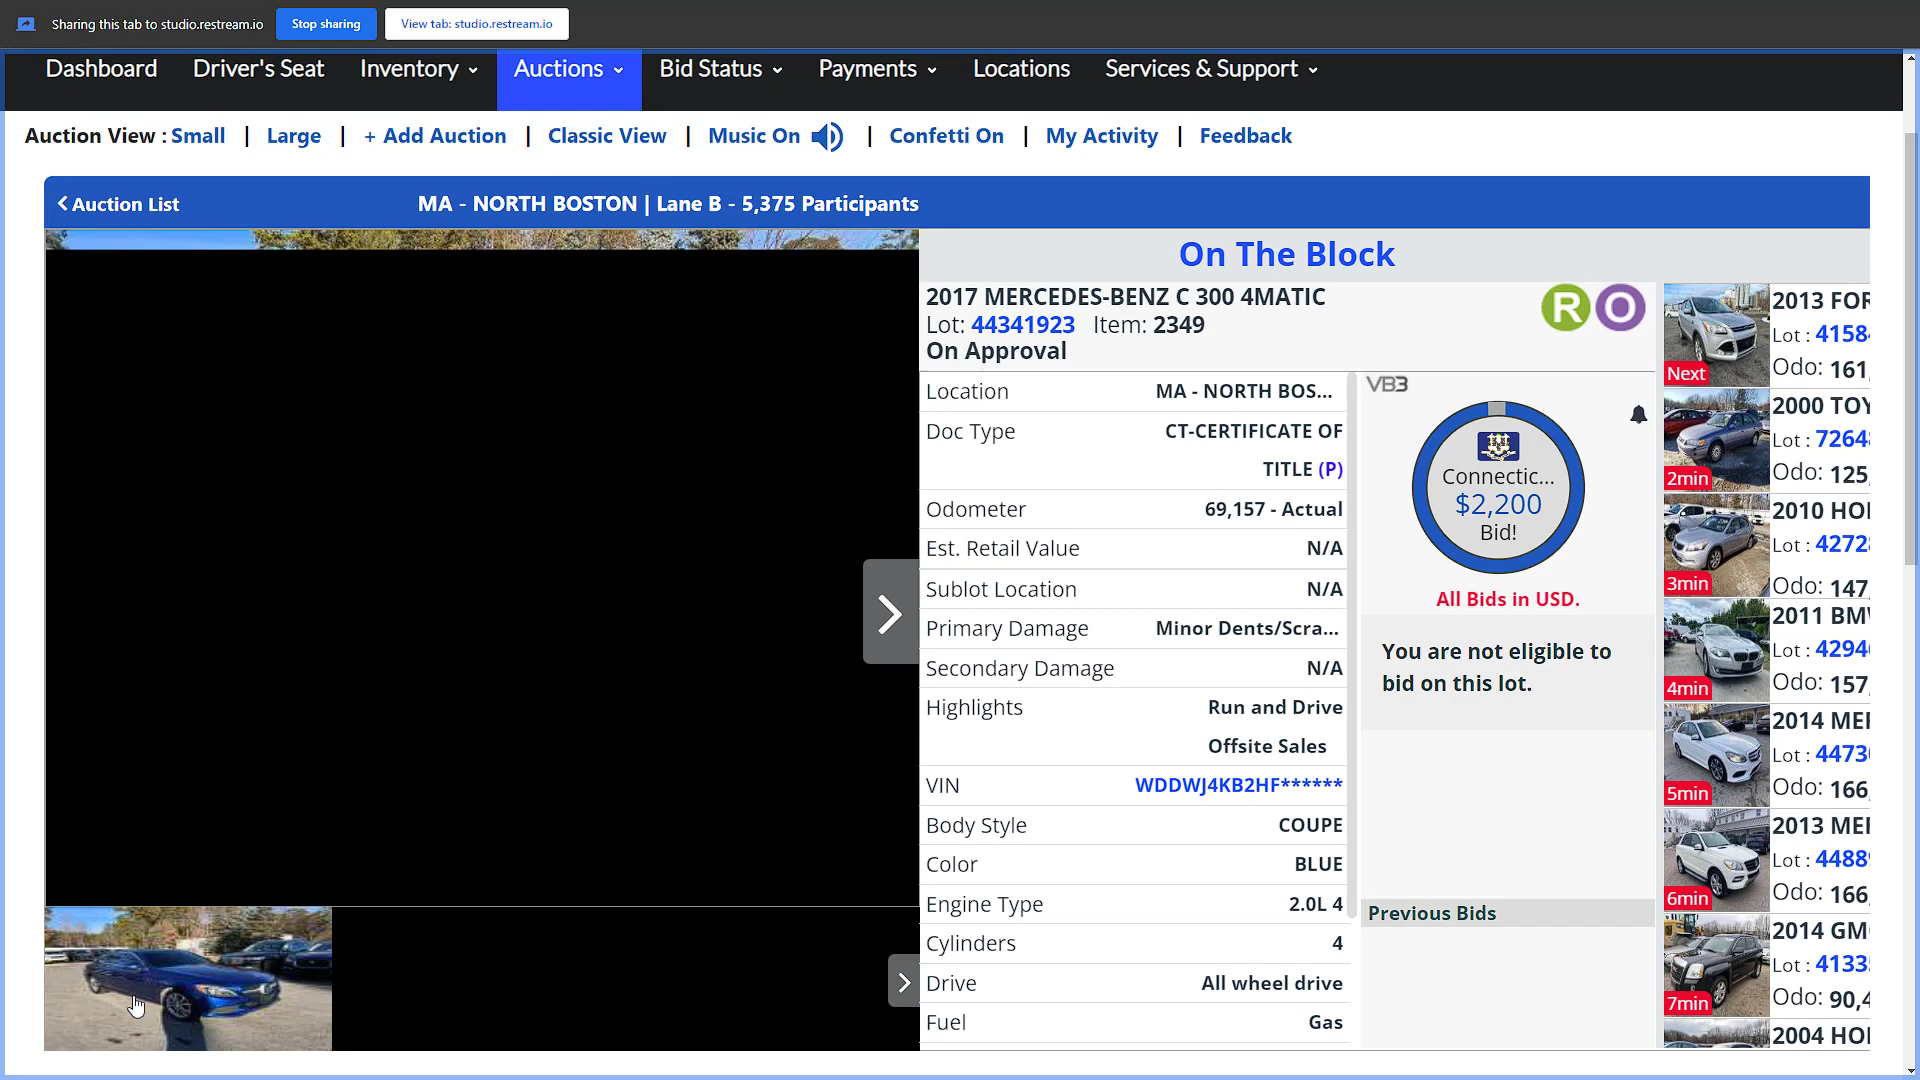 Sharing this tab to studio.restream.io
Stop sharing
View tab: studio.restream.io
Dashboard
Driver's Seat
Inventory
Auctions
Bid Status
Payments
Locations
Services & Support
Auction View : Small | Large | + Add Auction | Classic View | Music On | Confetti On | My Activity | Feedback
Auction List
MA - NORTH BOSTON | Lane B - 5,375 Participants
On The Block
2017 MERCEDES-BENZ C 300 4MATIC
Lot: 44341923 Item: 2349
On Approval
R O
Location MA - NORTH BOS...
Doc Type CT-CERTIFICATE OF
TITLE (P)
Odometer 69,157 - Actual
Est. Retail Value N/A
Sublot Location N/A
Primary Damage Minor Dents/Scra...
Secondary Damage N/A
Highlights Run and Drive
Offsite Sales
VIN WDDWJ4KB2HF******
Body Style COUPE
Color BLUE
Engine Type 2.0L 4
Cylinders 4
Drive All wheel drive
Fuel Gas
VB3
Connectic...
$2,200
Bid!
All Bids in USD.
You are not eligible to
bid on this lot.
Previous Bids
2013 FOR
Lot : 4158
Odo: 161,
Next
2000 TOY
Lot : 7264
Odo: 125,
2min
2010 HO
Lot : 4272
Odo: 147,
3min
2011 BM
Lot : 4294
Odo: 157,
4min
2014 MER
Lot : 4473
Odo: 166,
5min
2013 MER
Lot : 4488
Odo: 166,
6min
2014 GM
Lot : 4133
Odo: 90,4
7min
2004 HO